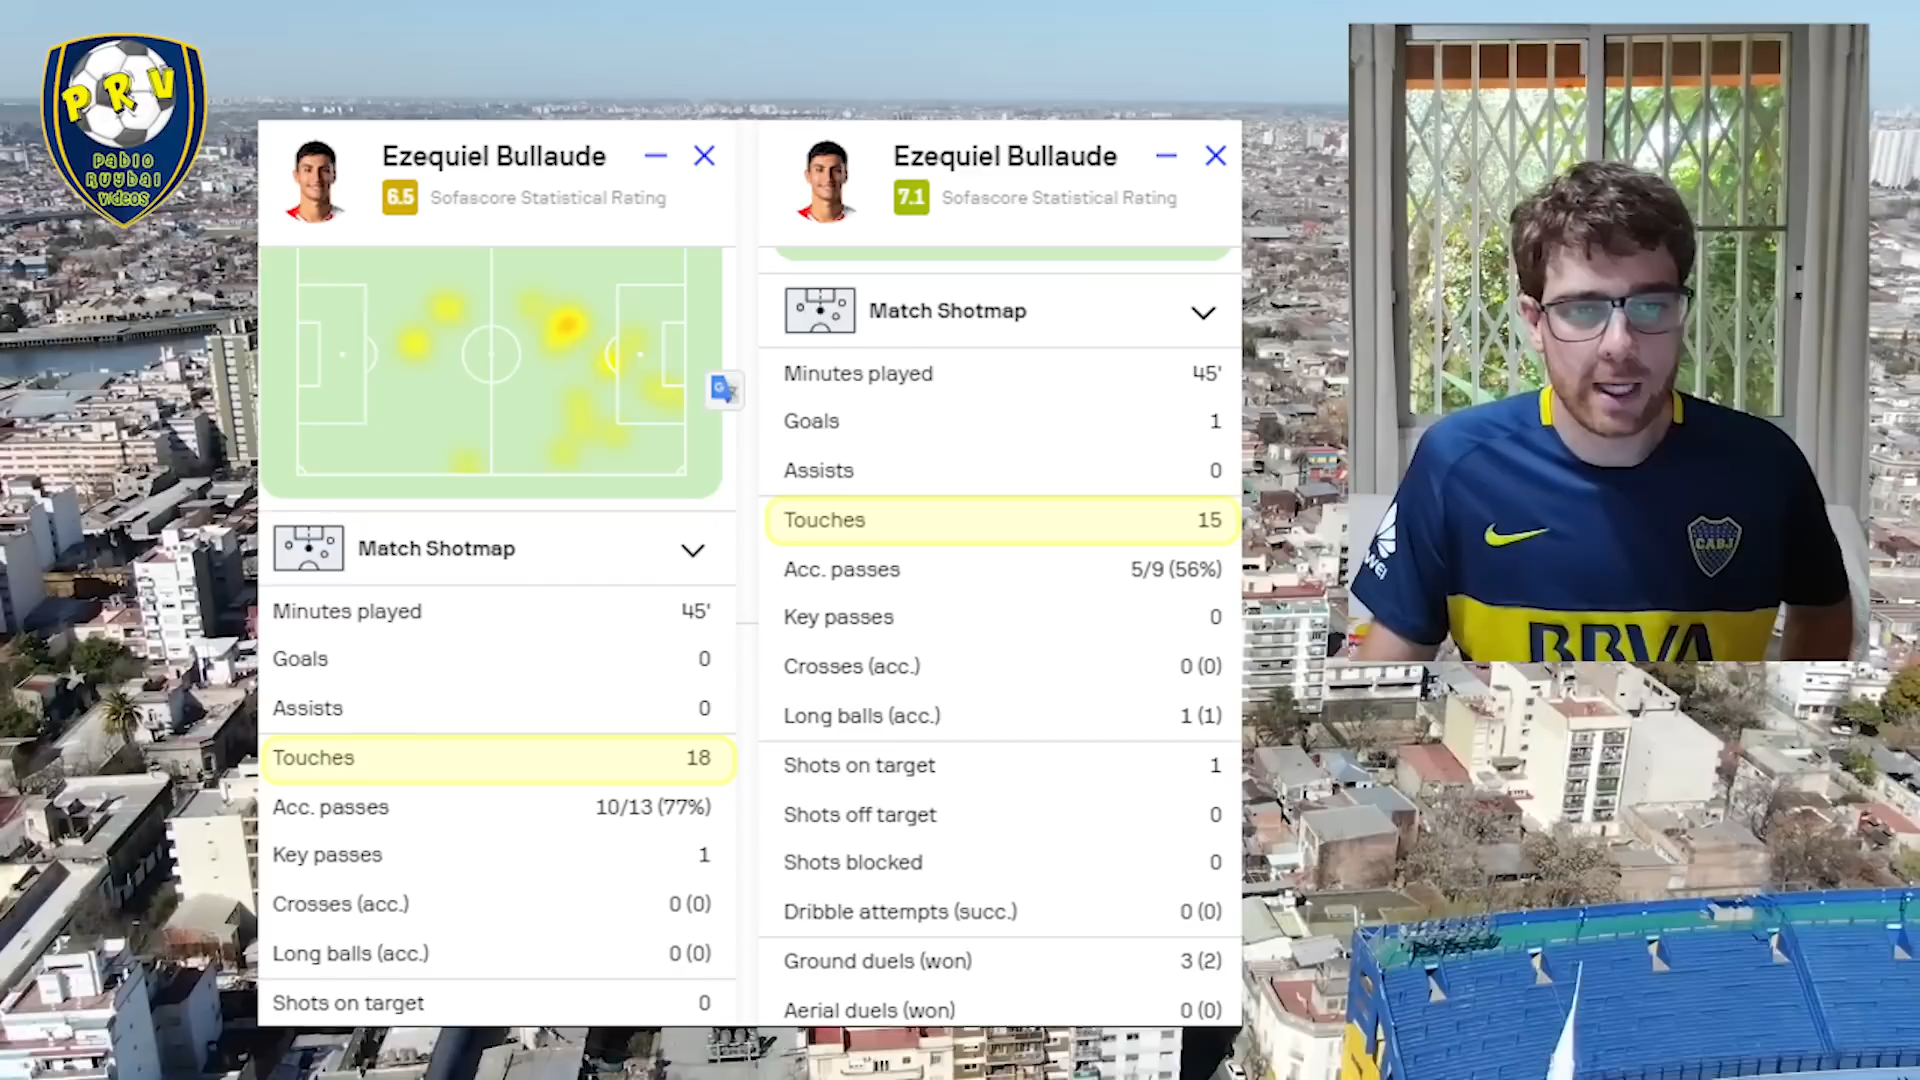 PRV
Pablo
Ruybal
Videos
Ezequiel Bullaude
6.5 Sofascore Statistical Rating
Match Shotmap
Minutes played 45'
Goals 0
Assists 0
Touches 18
Acc. passes 10/13 (77%)
Key passes 1
Crosses (acc.) 0 (0)
Long balls (acc.) 0 (0)
Shots on target 0
G
Ezequiel Bullaude
7.1 Sofascore Statistical Rating
Match Shotmap
Minutes played 45'
Goals 1
Assists 0
Touches 15
Acc. passes 5/9 (56%)
Key passes 0
Crosses (acc.) 0 (0)
Long balls (acc.) 1 (1)
Shots on target 1
Shots off target 0
Shots blocked 0
Dribble attempts (succ.) 0 (0)
Ground duels (won) 3 (2)
Aerial duels (won) 0 (0)
CABJ
BBVA